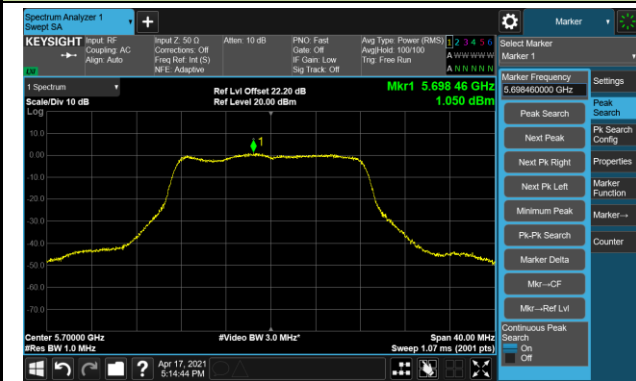 Spectrum Analyzer 1
Swept SA
+
Marker
KEYSIGHT
Input: RF
Coupling: AC
Align: Auto
Input Z: 50 Ω
Corrections: Off
Freq Ref: Int (S)
NFE: Adaptive
Atten: 10 dB
PNO: Fast
Gate: Off
IF Gain: Low
Sig Track: Off
Avg Type: Power (RMS)
Avg|Hold: 100/100
Trig: Free Run
1 2 3 4 5 6
A W W W W W
A N N N N N
Select Marker
Marker 1
1 Spectrum
Scale/Div 10 dB
Log
Ref Lvl Offset 22.20 dB
Ref Level 20.00 dBm
Mkr1 5.698 46 GHz
1.050 dBm
10.0
0.00
-10.0
-20.0
-30.0
-40.0
-50.0
-60.0
-70.0
1
Center 5.70000 GHz
#Res BW 1.0 MHz
#Video BW 3.0 MHz*
Span 40.00 MHz
Sweep 1.07 ms (2001 pts)
Marker Frequency
5.698460000 GHz
Peak Search
Next Peak
Next Pk Right
Next Pk Left
Minimum Peak
Pk-Pk Search
Marker Delta
Mkr→CF
Mkr→Ref Lvl
Continuous Peak
Search
On
Off
Settings
Peak
Search
Pk Search
Config
Properties
Marker
Function
Marker→
Counter
?
Apr 17, 2021
5:14:44 PM